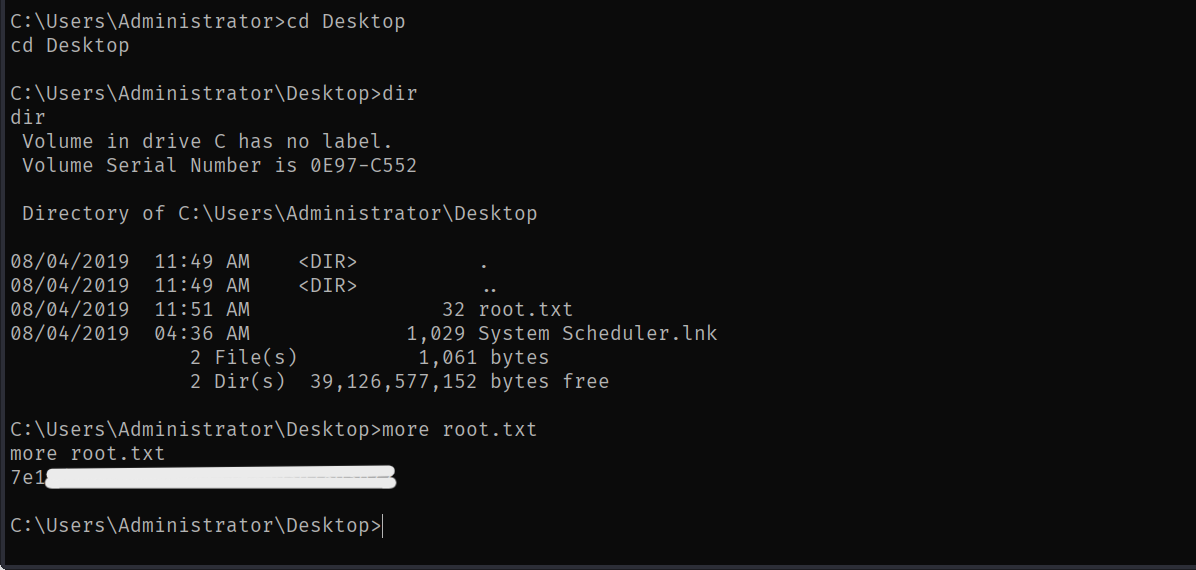 C:\Users\Administrator>cd Desktop
cd Desktop
C:\Users\Administrator\Desktop>dir
dir
Volume in drive C has no label.
Volume Serial Number is 0E97-C552
Directory of C:\Users\Administrator\Desktop
08/04/2019  11:49 AM    <DIR>          .
08/04/2019  11:49 AM    <DIR>          ..
08/04/2019  11:51 AM                32 root.txt
08/04/2019  04:36 AM             1,029 System Scheduler.lnk
2 File(s)          1,061 bytes
2 Dir(s)  39,126,577,152 bytes free
C:\Users\Administrator\Desktop>more root.txt
more root.txt
7e1
C:\Users\Administrator\Desktop>